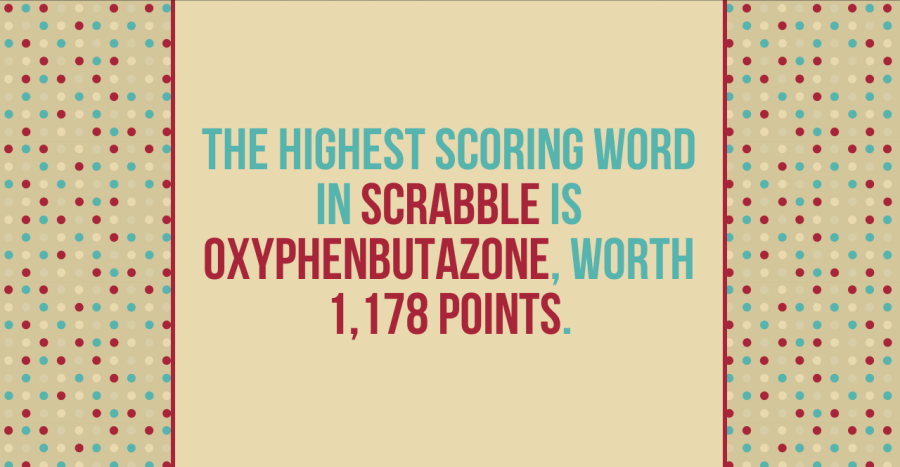 THE HIGHEST SCORING WORD
IN SCRABBLE IS
OXYPHENBUTAZONE, WORTH
1,178 POINTS.